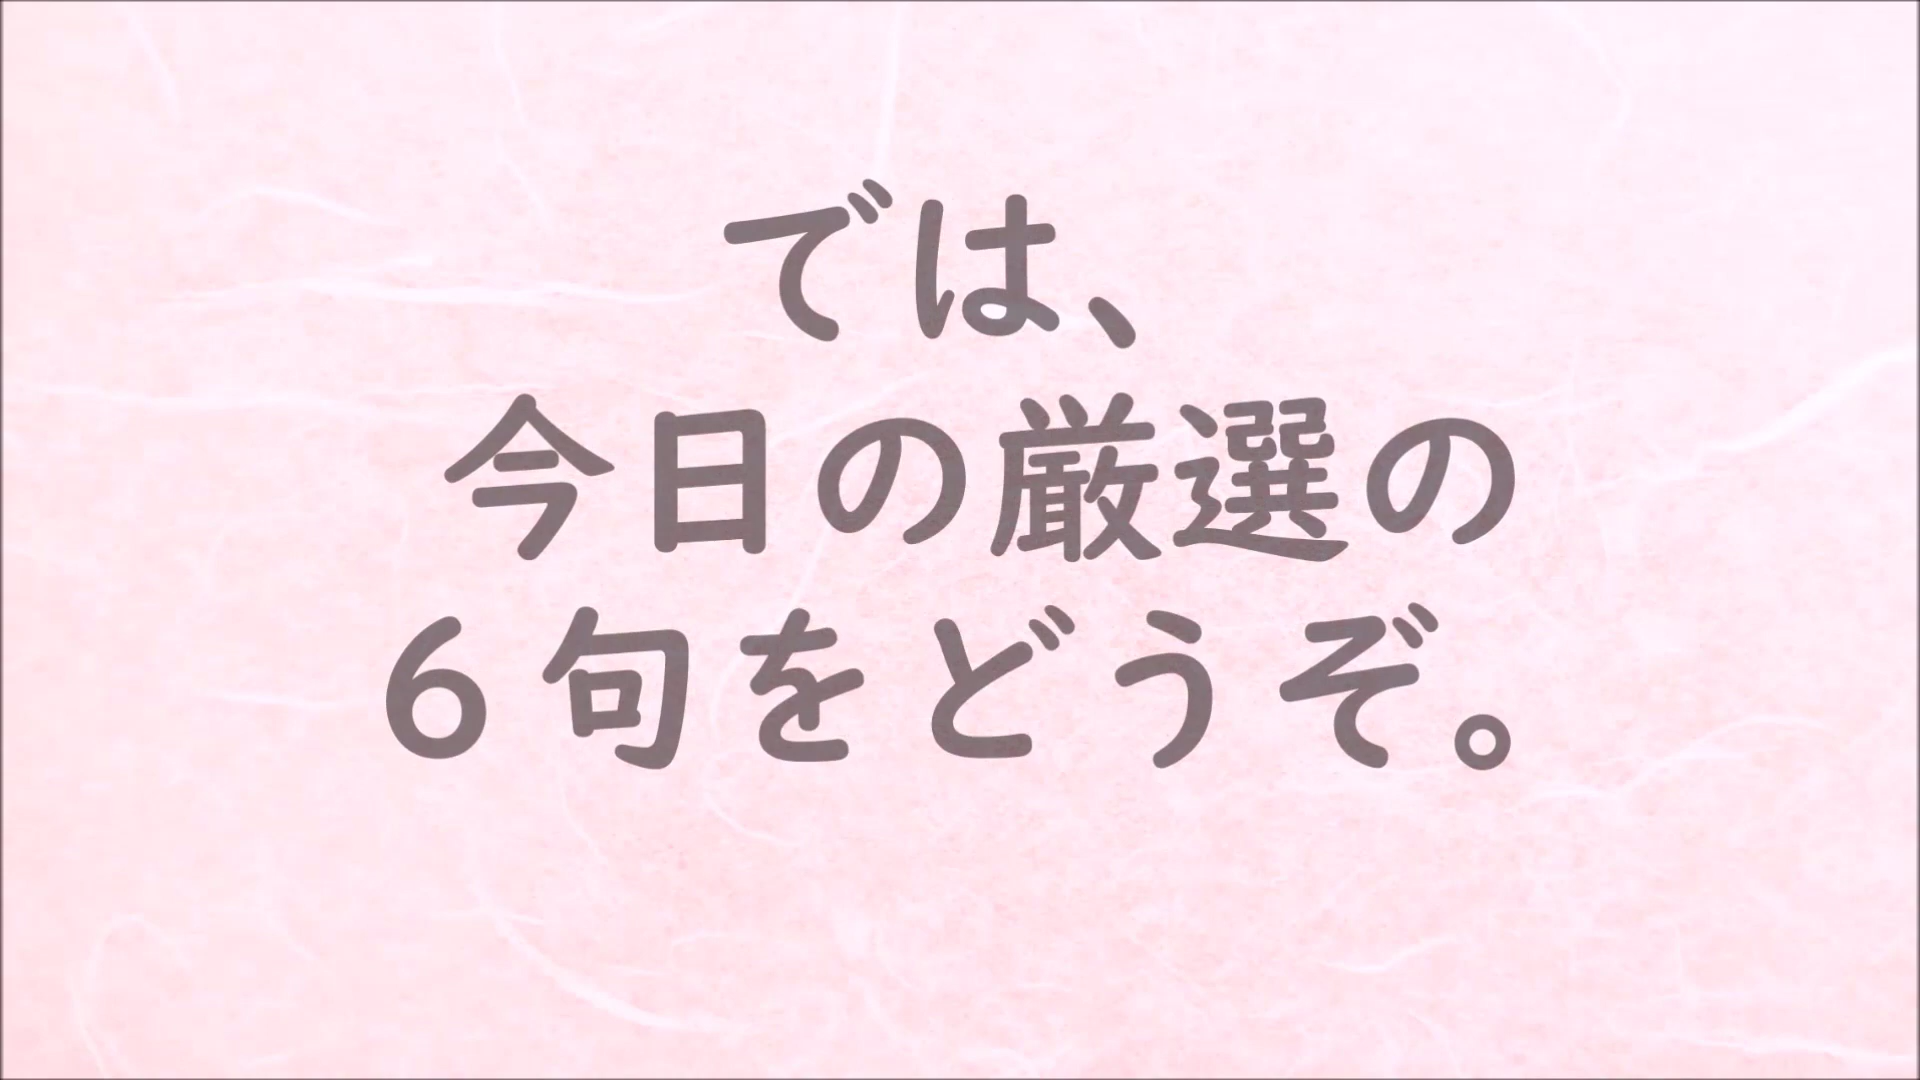 では、
今日の厳選の
６句をどうぞ。